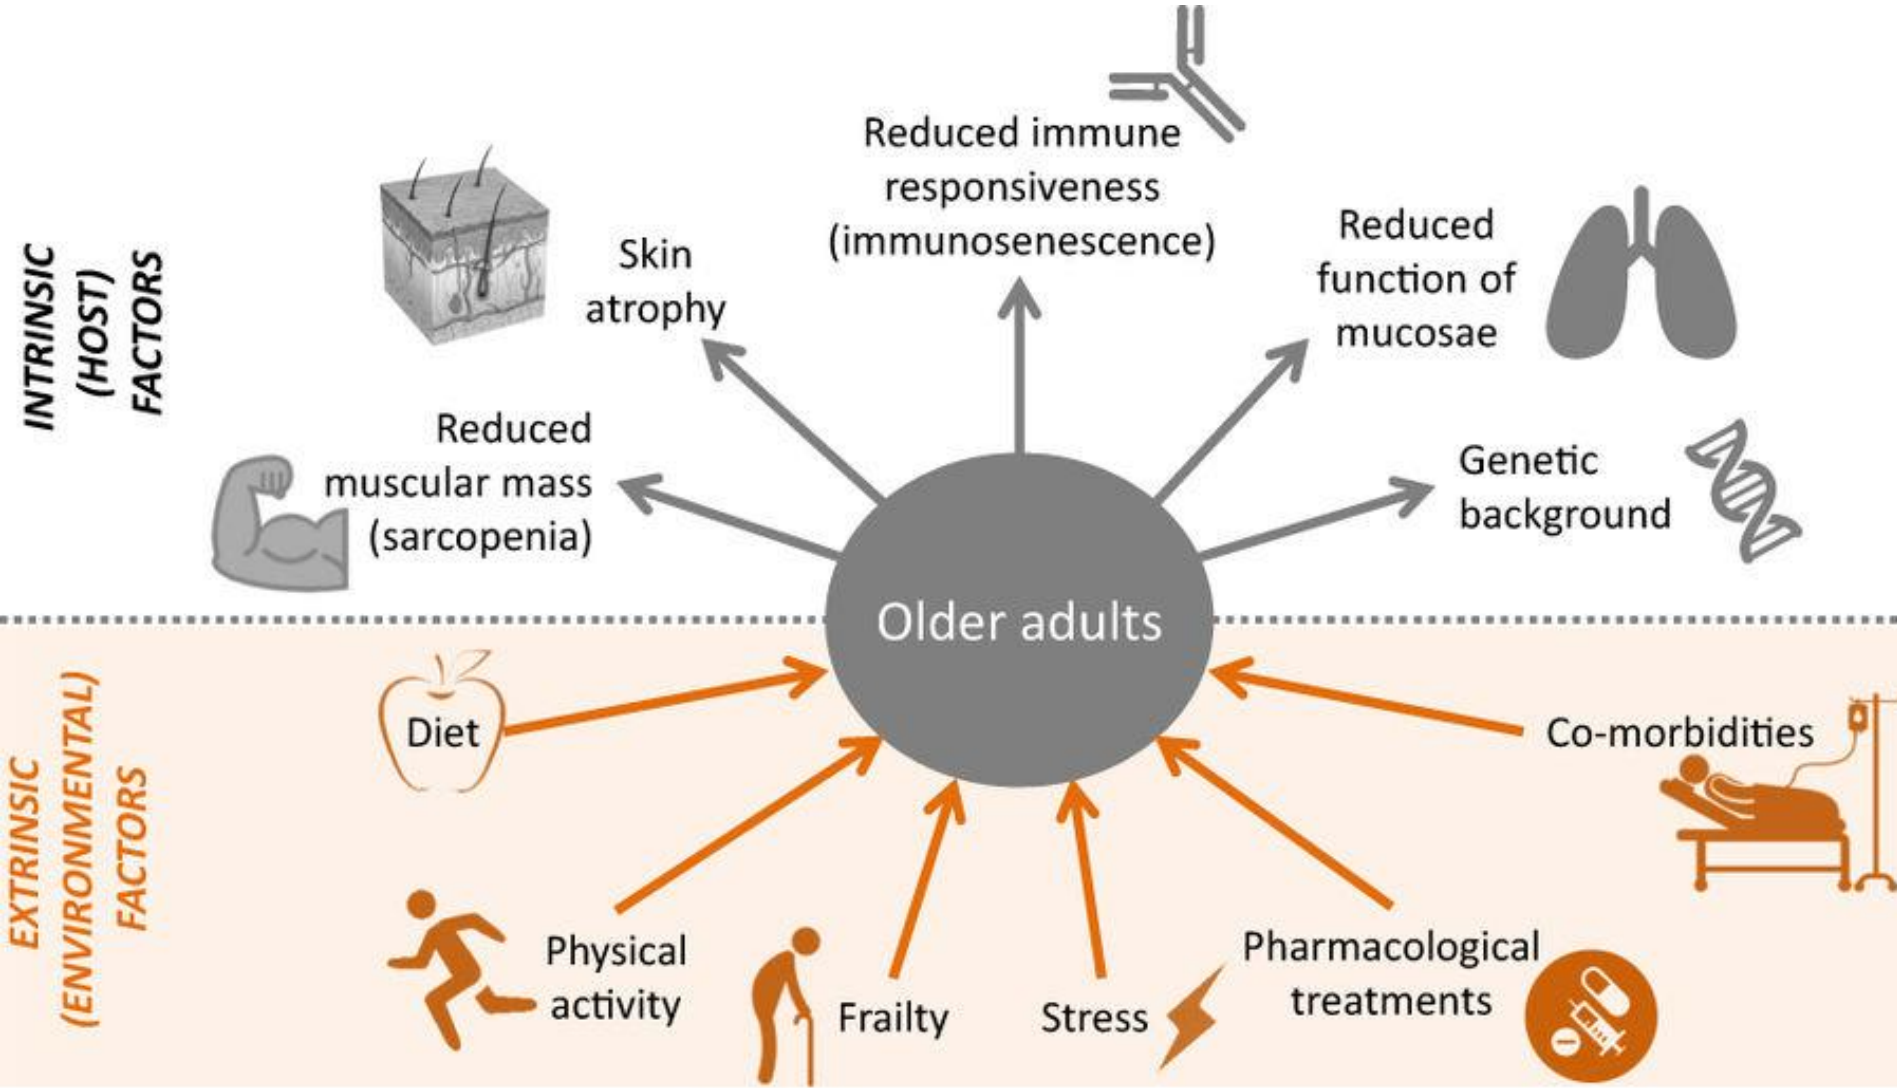 INTRINSIC
(HOST)
FACTORS
Reduced immune
responsiveness
(immunosenescence)
Skin
atrophy
Reduced
function of
mucosae
Reduced
muscular mass
(sarcopenia)
Genetic
background
Older adults
EXTRINSIC
(ENVIRONMENTAL)
FACTORS
Diet
Co-morbidities
Physical
activity
Frailty
Stress
Pharmacological
treatments